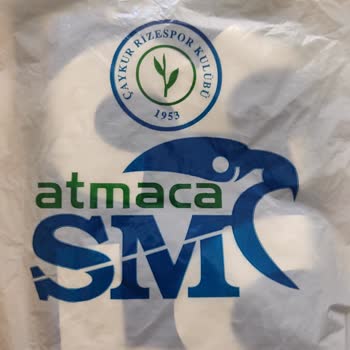 ÇAYKUR RİZESPOR KULÜBÜ
1953
atmaca
SM